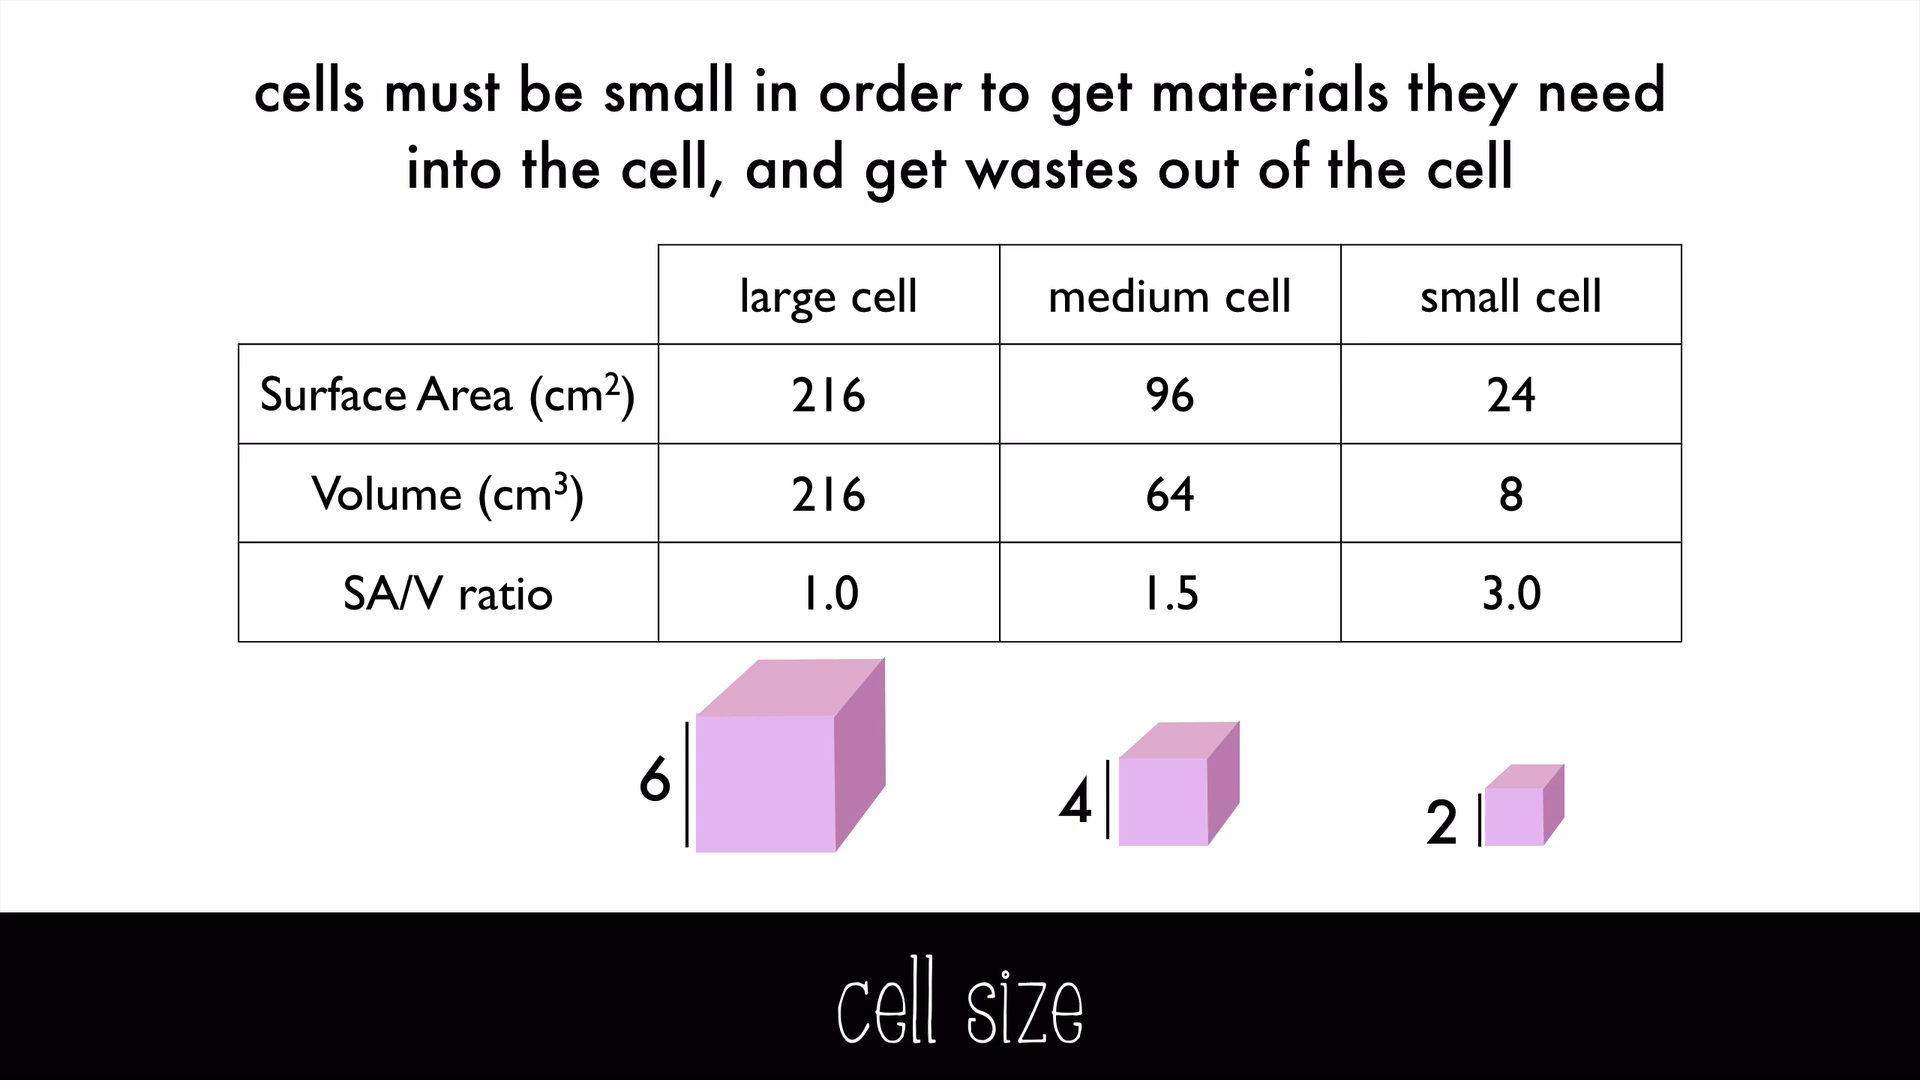 cells must be small in order to get materials they need
into the cell, and get wastes out of the cell
large cell medium cell small cell
Surface Area (cm²) 216 96 24
Volume (cm³) 216 64 8
SA/V ratio 1.0 1.5 3.0
6 4 2
cell size